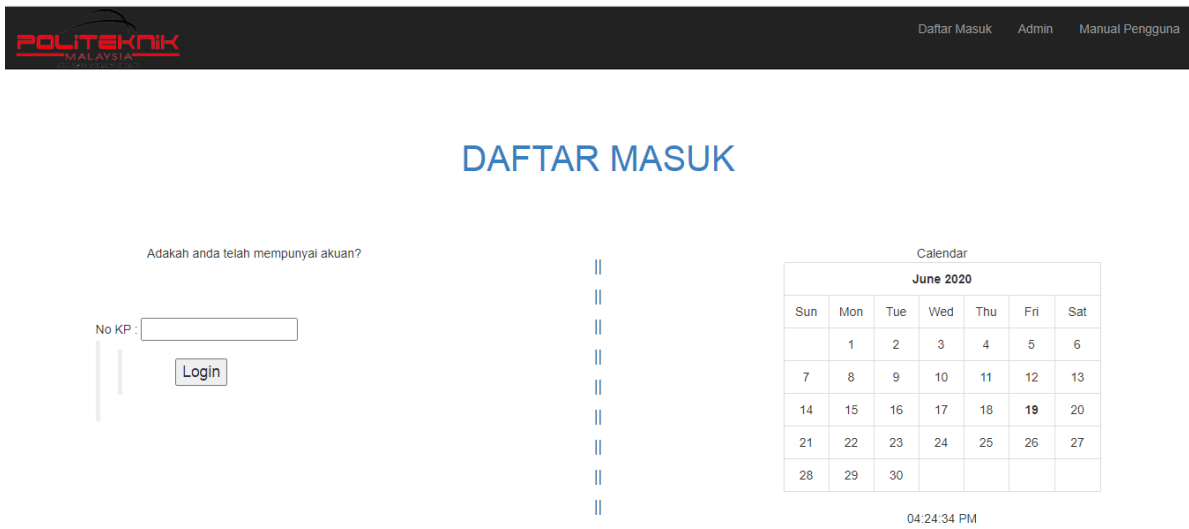 POLITEKNIK
MALAYSIA
Daftar Masuk Admin Manual Pengguna
DAFTAR MASUK
Adakah anda telah mempunyai akuan?
No KP :
Login
||
||
||
||
||
||
||
||
||
Calendar
June 2020
Sun Mon Tue Wed Thu Fri Sat
1 2 3 4 5 6
7 8 9 10 11 12 13
14 15 16 17 18 19 20
21 22 23 24 25 26 27
28 29 30
04:24:34 PM